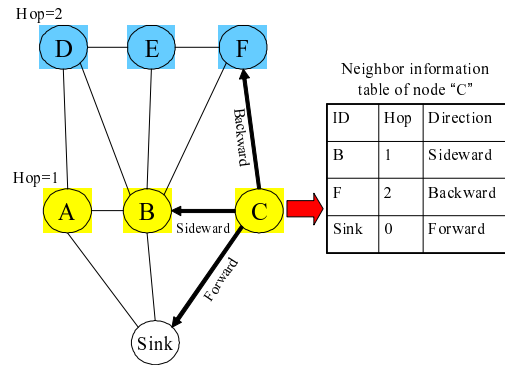 Hop=2
D
E
F
Backward
Hop=1
A
B
C
Sideward
Forward
Sink
Neighbor information
table of node “C”
ID Hop Direction
B 1 Sideward
F 2 Backward
Sink 0 Forward